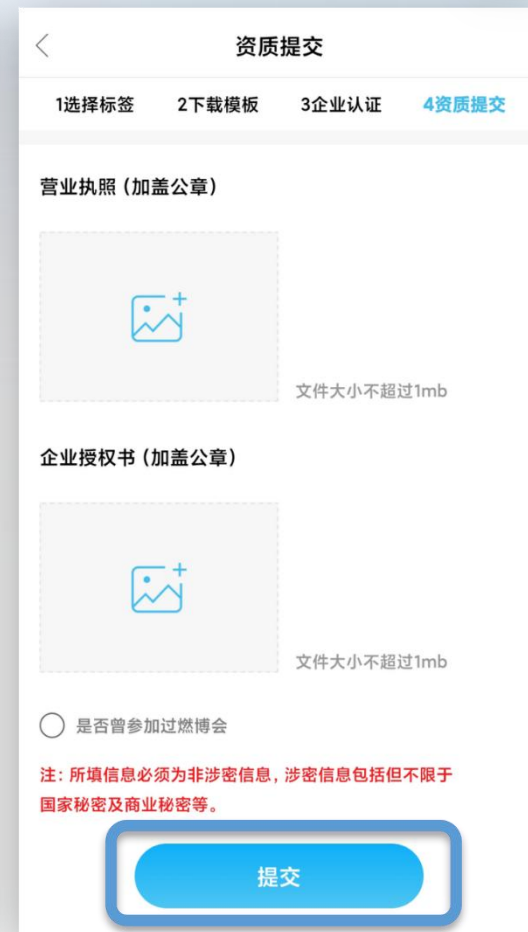 资质提交
1选择标签 2下载模板 3企业认证 4资质提交
营业执照（加盖公章）
文件大小不超过1mb
企业授权书（加盖公章）
文件大小不超过1mb
是否曾参加过燃博会
注：所填信息必须为非涉密信息，涉密信息包括但不限于
国家秘密及商业秘密等。
提交